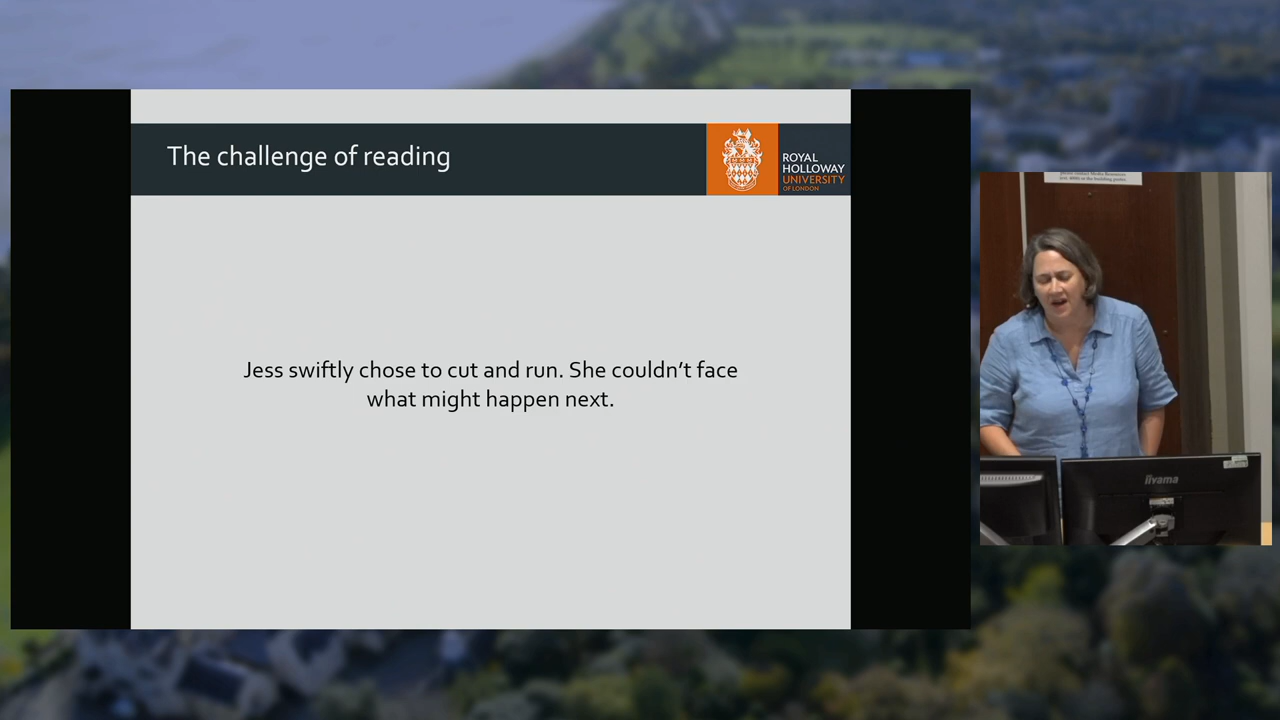 The challenge of reading
ROYAL
HOLLOWAY
UNIVERSITY
OF LONDON
Jess swiftly chose to cut and run. She couldn’t face
what might happen next.
iiyama